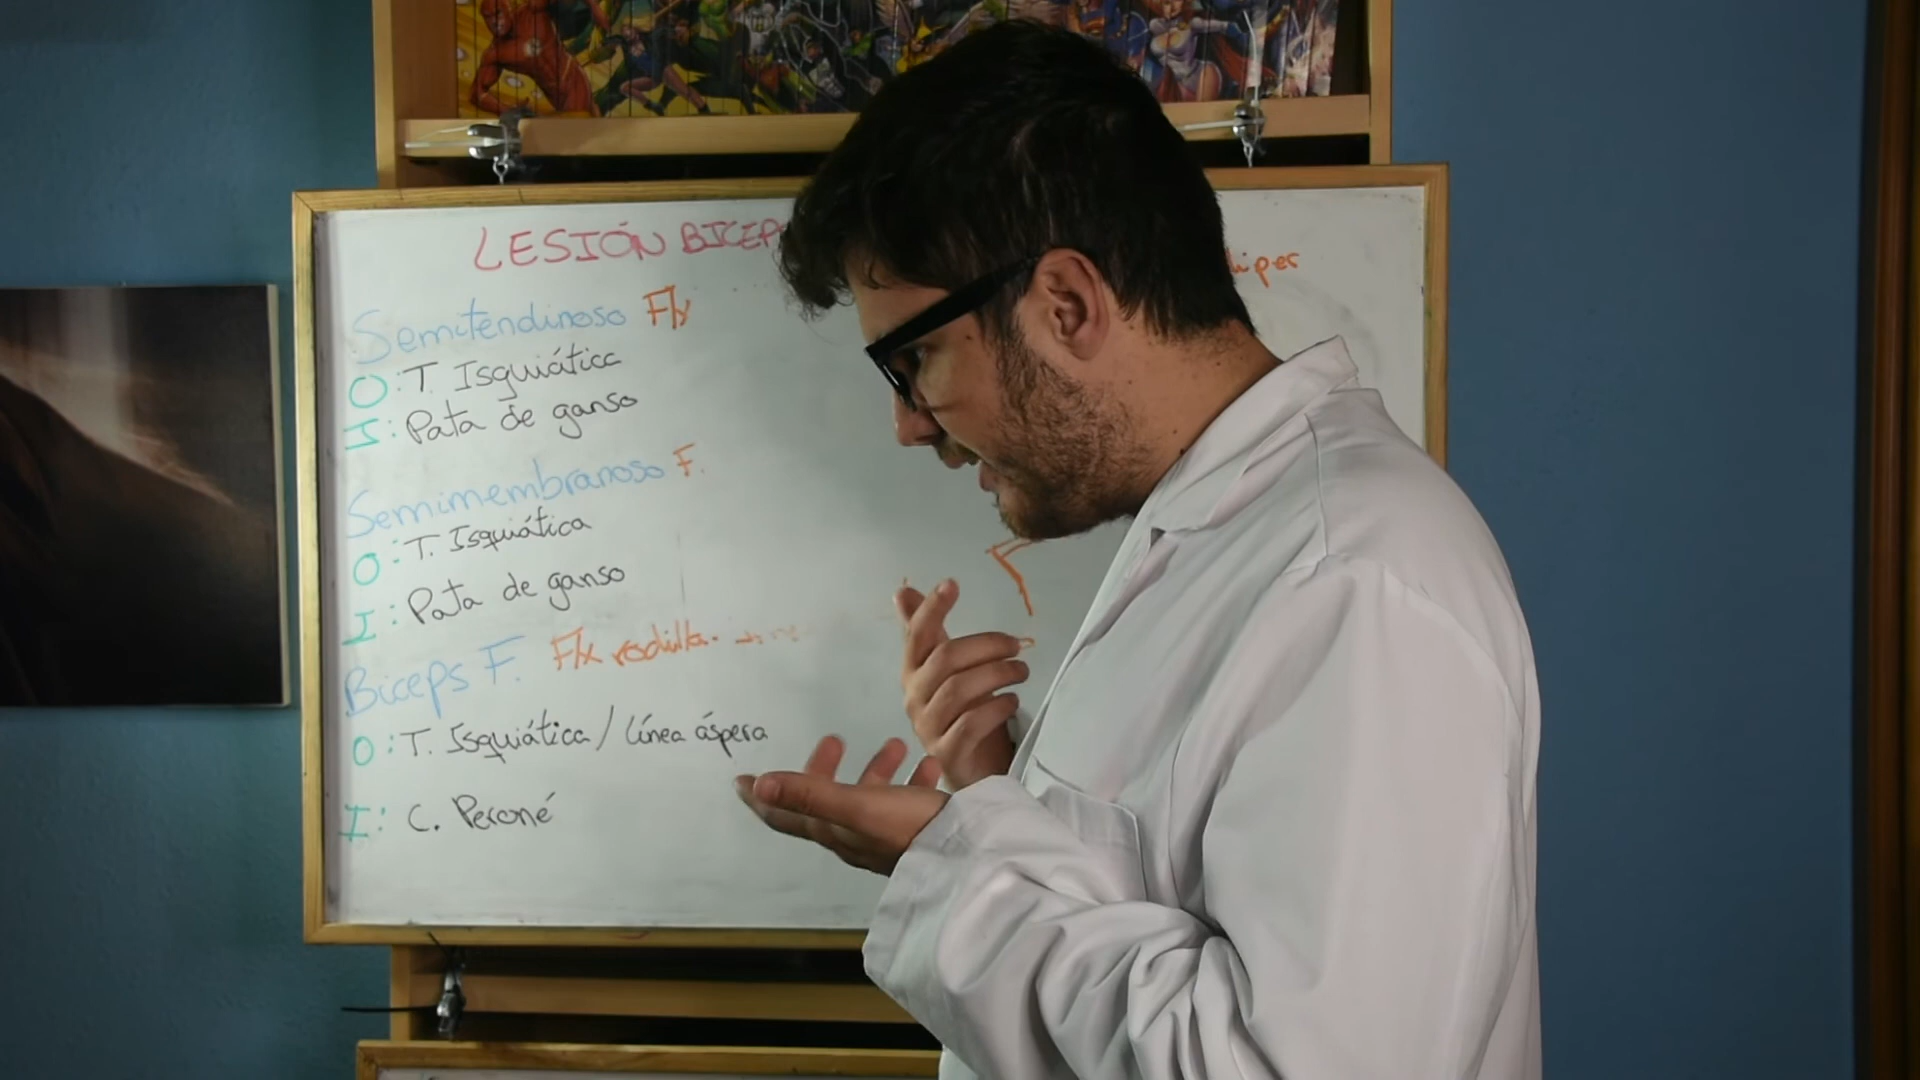 LESIÓN BICEP
hiper
Semitendinoso Flx
O: T. Isquiática
I: Pata de ganso
Semimembranoso F.
O: T. Isquiática
I: Pata de ganso
Biceps F. Flx rodilla.
O: T. Isquiática / Línea áspera
I: C. Peroné